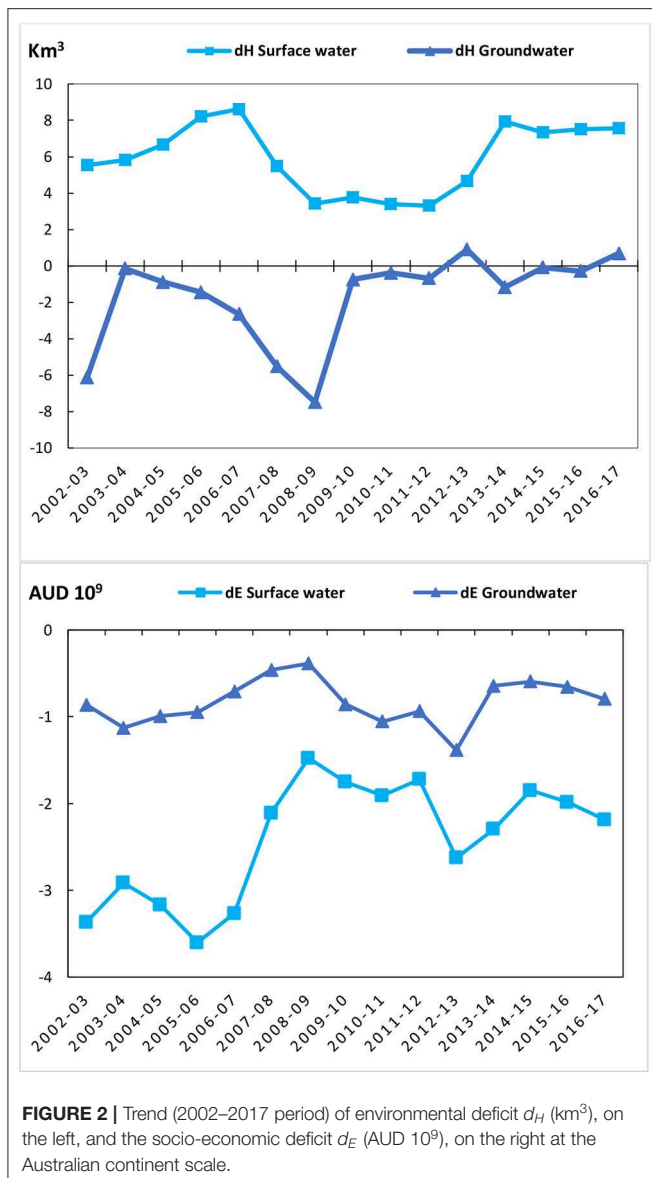 Km³
dH Surface water dH Groundwater
10
8
6
4
2
0
-2
-4
-6
-8
-10
2002-03 2003-04 2004-05 2005-06 2006-07 2007-08 2008-09 2009-10 2010-11 2011-12 2012-13 2013-14 2014-15 2015-16 2016-17
AUD 10⁹
dE Surface water dE Groundwater
0
-1
-2
-3
-4
2002-03 2003-04 2004-05 2005-06 2006-07 2007-08 2008-09 2009-10 2010-11 2011-12 2012-13 2013-14 2014-15 2015-16 2016-17
FIGURE 2 | Trend (2002–2017 period) of environmental deficit dH (km³), on
the left, and the socio-economic deficit dE (AUD 10⁹), on the right at the
Australian continent scale.